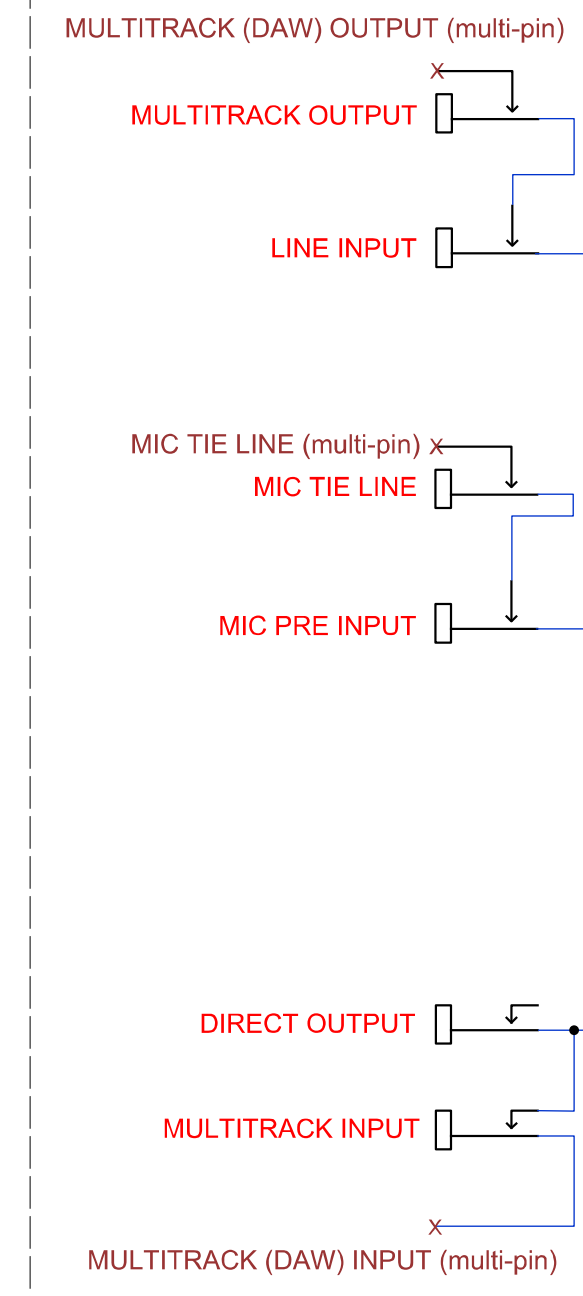 MULTITRACK (DAW) OUTPUT (multi-pin)
X
MULTITRACK OUTPUT
LINE INPUT
MIC TIE LINE (multi-pin) X
MIC TIE LINE
MIC PRE INPUT
DIRECT OUTPUT
MULTITRACK INPUT
X
MULTITRACK (DAW) INPUT (multi-pin)